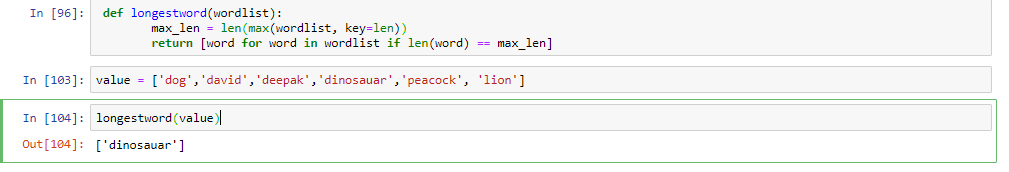 In [96]: def longestword(wordlist):
max_len = len(max(wordlist, key=len))
return [word for word in wordlist if len(word) == max_len]
In [103]: value = ['dog','david','deepak','dinosauar','peacock', 'lion']
In [104]: longestword(value)
Out[104]: ['dinosauar']